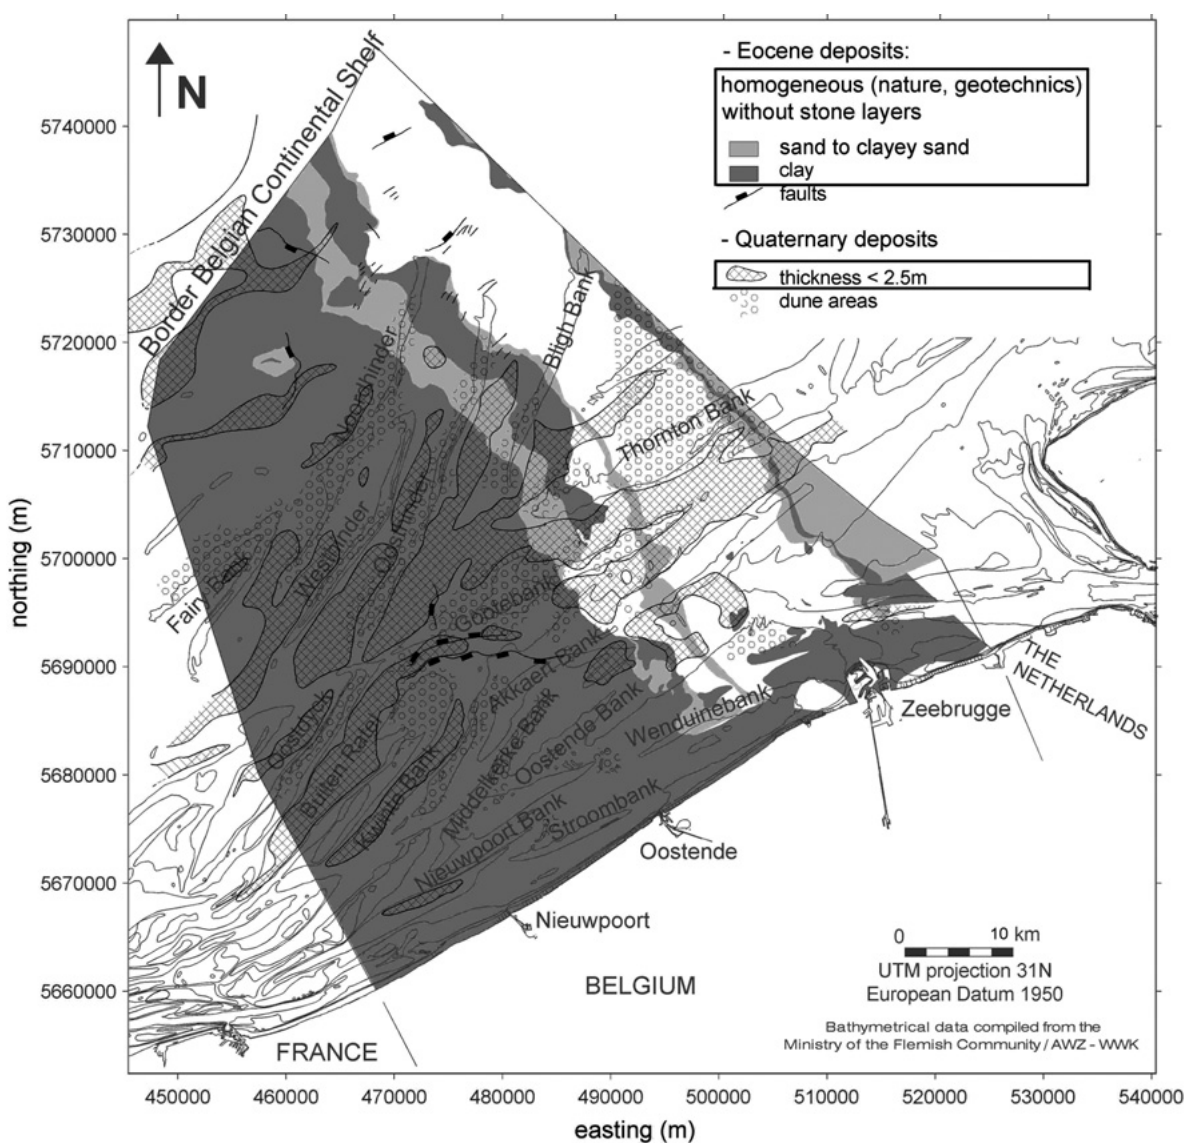 - Eocene deposits:
homogeneous (nature, geotechnics)
without stone layers
sand to clayey sand
clay
faults
- Quaternary deposits
thickness < 2.5m
dune areas
N
Border Belgian Continental Shelf
Bligh Bank
Noordhinder
Thornton Bank
Westhinder
Oosthinder
Fairy Bank
Gootebank
Akkaert Bank
Oostdyck
Buiten Ratel
Kwinte Bank
Middelkerke Bank
Oostende Bank
Wenduinebank
Nieuwpoort Bank
Stroombank
THE
NETHERLANDS
Zeebrugge
Oostende
Nieuwpoort
BELGIUM
FRANCE
0 10 km
UTM projection 31N
European Datum 1950
Bathymetrical data compiled from the
Ministry of the Flemish Community / AWZ - WWK
northing (m)
5740000
5730000
5720000
5710000
5700000
5690000
5680000
5670000
5660000
450000 460000 470000 480000 490000 500000 510000 520000 530000 540000
easting (m)